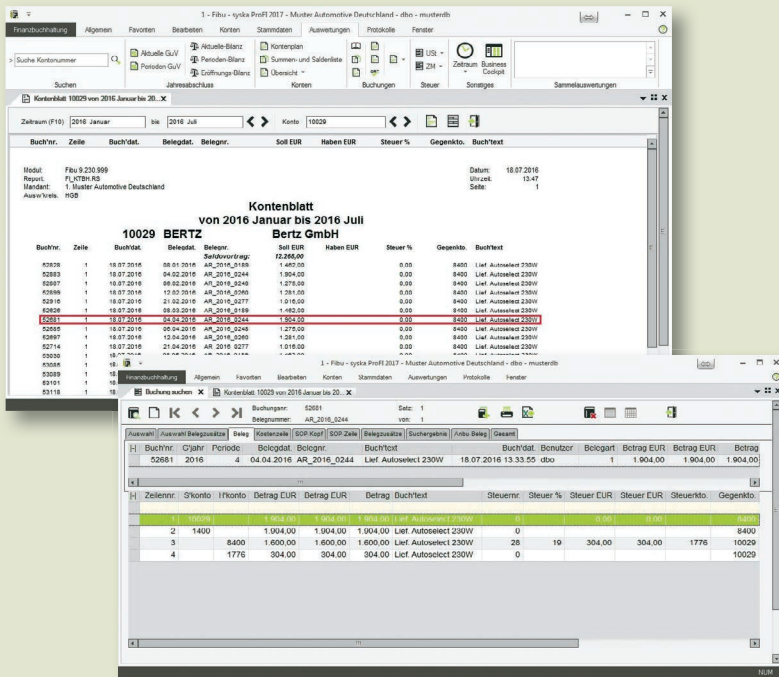 1 - Fibu - syska ProFI 2017 - Muster Automotive Deutschland - dbo - musterdb
Finanzbuchhaltung Allgemein Favoriten Bearbeiten Konten Stammdaten Auswertungen Protokolle Fenster
> Suche Kontonummer
Aktuelle GuV
Perioden GuV
Aktuelle-Bilanz
Perioden-Bilanz
Eröffnungs-Bilanz
Kontenplan
Summen- und Saldenliste
Übersicht
USt
ZM
Zeitraum
Business Cockpit
Suchen Jahresabschluss Konten Buchungen Steuer Sonstiges Sammelauswertungen
Kontenblatt 10029 von 2016 Januar bis 20... X
Zeitraum (F10) 2016 Januar bis 2016 Juli Konto 10029
Buch'nr. Zeile Buch'dat. Belegdat. Belegnr. Soll EUR Haben EUR Steuer % Gegenkto. Buch'text
Modul: Fibu 9.230.999 Datum: 18.07.2016
Report: FI_KTBH.RS Uhrzeit: 13:47
Mandant: 1. Muster Automotive Deutschland Seite: 1
Ausw'kreis: HGB
Kontenblatt
von 2016 Januar bis 2016 Juli
10029 BERTZ Bertz GmbH
Buch'nr. Zeile Buch'dat. Belegdat. Belegnr. Soll EUR Haben EUR Steuer % Gegenkto. Buch'text
Saldovortrag: 12.268,00
52828 1 18.07.2016 08.01.2016 AR_2016_0189 1.462,00 0,00 8400 Lief. Autoselect 230W
52883 1 18.07.2016 04.02.2016 AR_2016_0244 1.904,00 0,00 8400 Lief. Autoselect 230W
52887 1 18.07.2016 06.02.2016 AR_2016_0248 1.275,00 0,00 8400 Lief. Autoselect 230W
52899 1 18.07.2016 12.02.2016 AR_2016_0260 1.281,00 0,00 8400 Lief. Autoselect 230W
52916 1 18.07.2016 21.02.2016 AR_2016_0277 1.016,00 0,00 8400 Lief. Autoselect 230W
52626 1 18.07.2016 08.03.2016 AR_2016_0189 1.462,00 0,00 8400 Lief. Autoselect 230W
52681 1 18.07.2016 04.04.2016 AR_2016_0244 1.904,00 0,00 8400 Lief. Autoselect 230W
52685 1 18.07.2016 06.04.2016 AR_2016_0248 1.275,00 0,00 8400 Lief. Autoselect 230W
52697 1 18.07.2016 12.04.2016 AR_2016_0260 1.281,00 0,00 8400 Lief. Autoselect 230W
52714 1 18.07.2016 21.04.2016 AR_2016_0277 1.016,00 0,00 8400 Lief. Autoselect 230W
53030 1
53085 1
53089 1
53101 1
53118 1
1 - Fibu - syska ProFI 2017 - Muster Automotive Deutschland - dbo - musterdb
Finanzbuchhaltung Allgemein Favoriten Bearbeiten Konten Stammdaten Auswertungen Protokolle Fenster
Buchung suchen X Kontenblatt 10029 von 2016 Januar bis 20... X
Buchungsnr: 52681 Satz: 1
Belegnummer: AR_2016_0244 von: 1
Auswahl Auswahl Belegzusätze Beleg Kostenzeile SOP Kopf SOP Zeile Belegzusätze Suchergebnis Anbu Beleg Gesamt
Buch'nr. G'jahr Periode Belegdat. Belegnr. Buch'text Buch'dat. Benutzer Belegart Betrag EUR Betrag EUR Betrag
52681 2016 4 04.04.2016 AR_2016_0244 Lief. Autoselect 230W 18.07.2016 13:33:55 dbo 1 1.904,00 1.904,00 1.904,00
Zeilennr. S'konto H'konto Betrag EUR Betrag EUR Betrag Buch'text Steuernr. Steuer % Steuer EUR Steuer EUR Steuerkto. Gegenkto.
1 10029 1.904,00 1.904,00 1.904,00 Lief. Autoselect 230W 0 0,00 0,00 8400
2 1400 1.904,00 1.904,00 1.904,00 Lief. Autoselect 230W 0 8400
3 8400 1.600,00 1.600,00 1.600,00 Lief. Autoselect 230W 28 19 304,00 304,00 1776 10029
4 1776 304,00 304,00 304,00 Lief. Autoselect 230W 0 10029
NUM